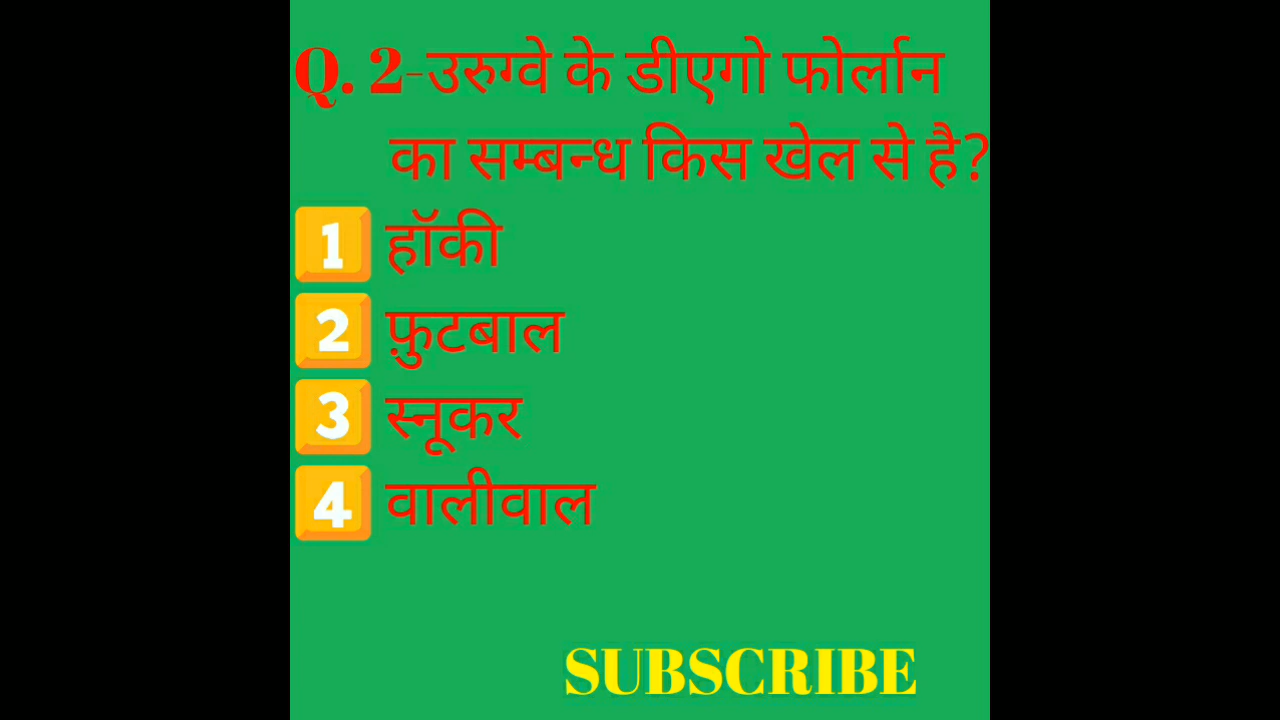 Q. 2-उरुग्वे के डीएगो फोर्लान
का सम्बन्ध किस खेल से है?
1 हॉकी
2 फ़ुटबाल
3 स्नूकर
4 वालीवाल
SUBSCRIBE